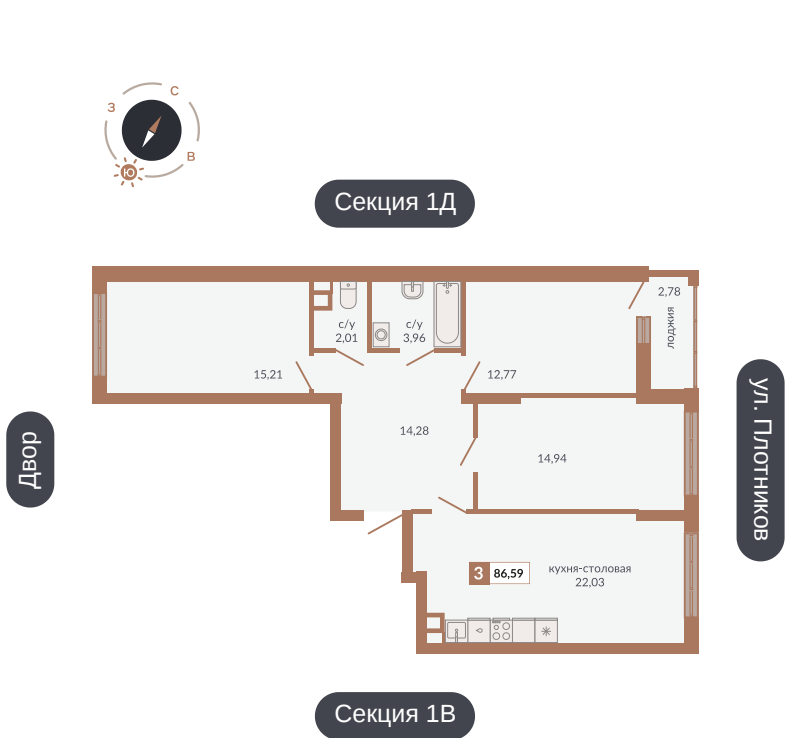 С
З
В
Ю
Секция 1Д
2,78
лоджия
с/у
2,01
с/у
3,96
15,21
12,77
14,28
14,94
Двор
ул. Плотников
3
86,59
кухня-столовая
22,03
Секция 1В